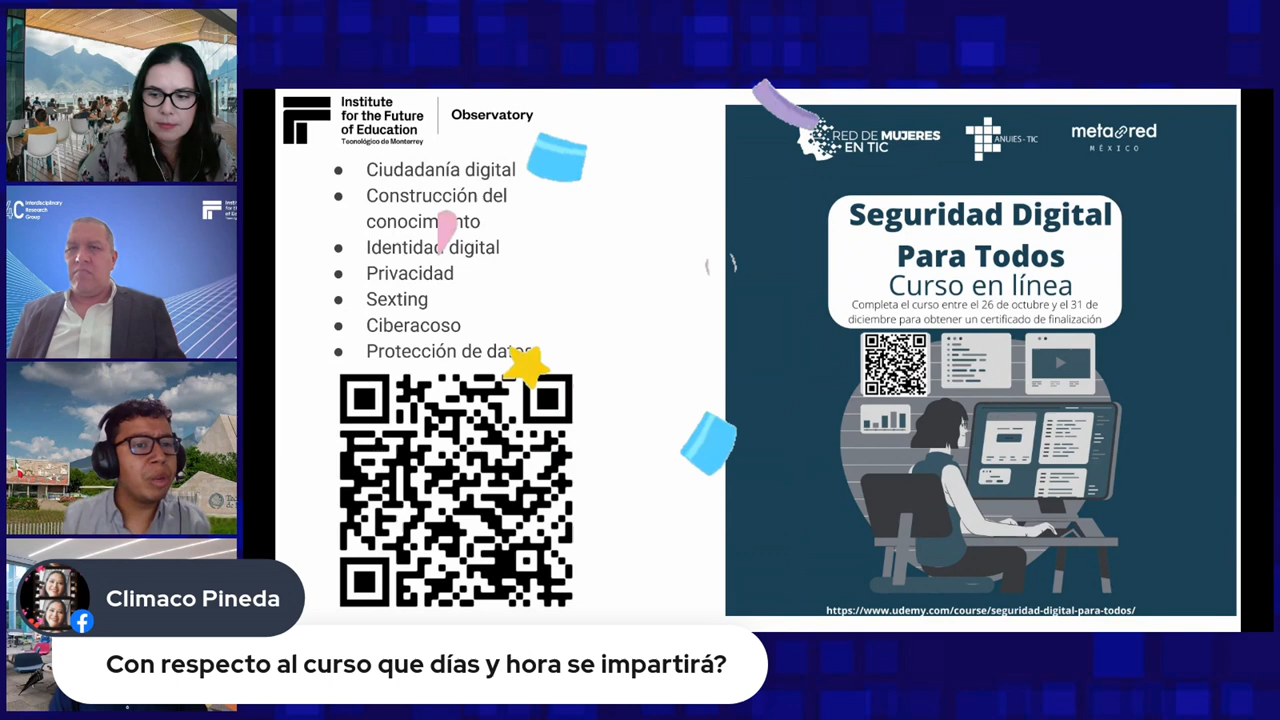 Interdisciplinary
Research
Group
Institute
for the Future
of Education
Tecnológico de Monterrey
Observatory
Ciudadanía digital
Construcción del
Identidad digital
Privacidad
Sexting
Ciberacoso
Protección de
RED DE MUJERES
EN TIC
ANUIES-TIC
metared
MÉXICO
Seguridad Digital
Para Todos
Curso en línea
Completa el curso entre el 26 de octubre y el 31 de
diciembre para obtener un certificado de finalización
https://www.udemy.com/course/seguridad-digital-para-todos/
Climaco Pineda
Con respecto al curso que días y hora se impartirá?